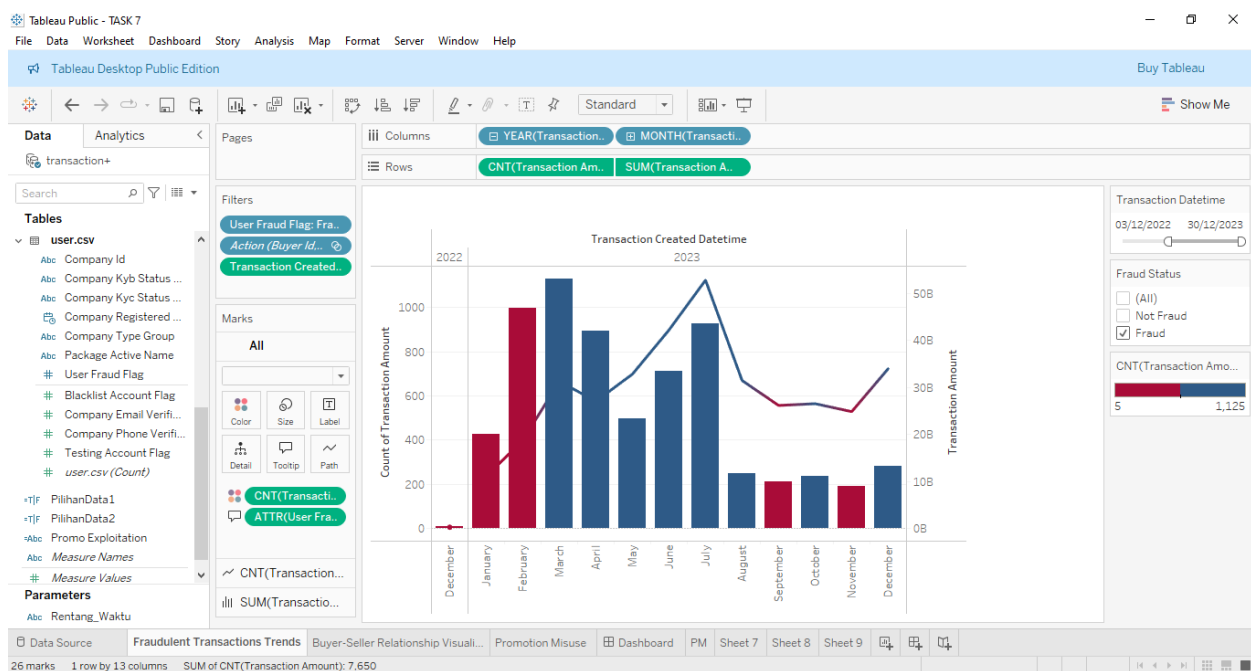 Tableau Public - TASK 7
File Data Worksheet Dashboard Story Analysis Map Format Server Window Help
Tableau Desktop Public Edition
Buy Tableau
Standard
Show Me
Data Analytics
transaction+
Search
Tables
user.csv
Abc Company Id
Abc Company Kyb Status ...
Abc Company Kyc Status ...
Company Registered ...
Abc Company Type Group
Abc Package Active Name
# User Fraud Flag
# Blacklist Account Flag
# Company Email Verifi...
# Company Phone Verifi...
# Testing Account Flag
# user.csv (Count)
=T|F PilihanData1
=T|F PilihanData2
=Abc Promo Exploitation
Abc Measure Names
# Measure Values
Parameters
Abc Rentang_Waktu
Pages
Filters
User Fraud Flag: Fra..
Action (Buyer Id...
Transaction Created..
Marks
All
Color Size Label
Detail Tooltip Path
CNT(Transacti..
ATTR(User Fra..
CNT(Transaction...
SUM(Transactio...
Columns YEAR(Transaction.. MONTH(Transacti..
Rows CNT(Transaction Am.. SUM(Transaction A..
Transaction Created Datetime
2022 2023
Count of Transaction Amount
1000
800
600
400
200
0
50B
40B
30B
20B
10B
0B
Transaction Amount
December January February March April May June July August September October November December
Transaction Datetime
03/12/2022 30/12/2023
Fraud Status
(All)
Not Fraud
Fraud
CNT(Transaction Amo...
5 1,125
Data Source Fraudulent Transactions Trends Buyer-Seller Relationship Visuali... Promotion Misuse Dashboard PM Sheet 7 Sheet 8 Sheet 9
26 marks 1 row by 13 columns SUM of CNT(Transaction Amount): 7,650